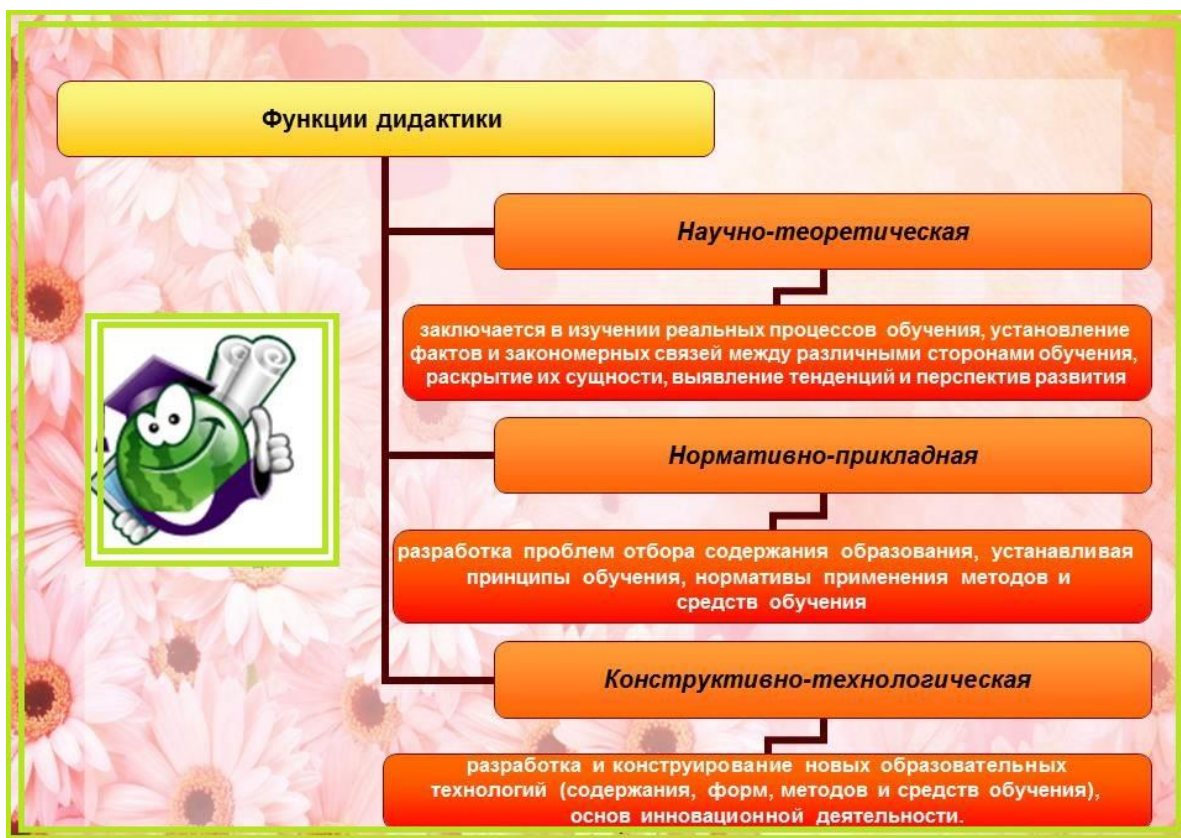 Функции дидактики
Научно-теоретическая
заключается в изучении реальных процессов обучения, установление
фактов и закономерных связей между различными сторонами обучения,
раскрытие их сущности, выявление тенденций и перспектив развития
Нормативно-прикладная
разработка проблем отбора содержания образования, устанавливая
принципы обучения, нормативы применения методов и
средств обучения
Конструктивно-технологическая
разработка и конструирование новых образовательных
технологий (содержания, форм, методов и средств обучения),
основ инновационной деятельности.